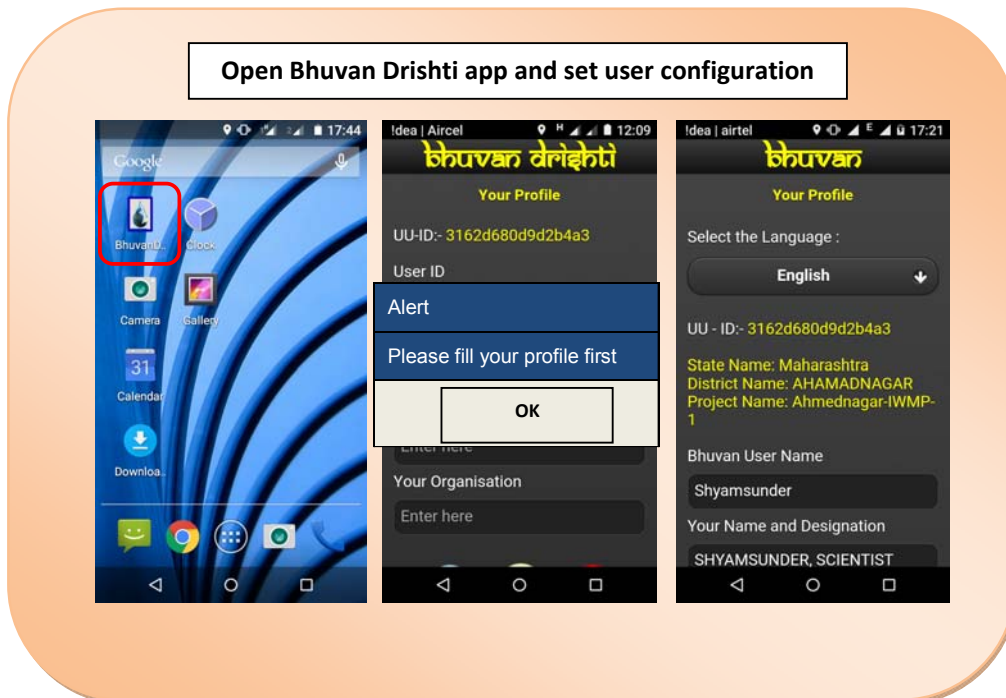 Open Bhuvan Drishti app and set user configuration
17:44
Google
BhuvanD..
Clock
Camera
Gallery
31
Calendar
Downloa..
!dea | Aircel H 12:09
bhuvan drishti
Your Profile
UU-ID:- 3162d680d9d2b4a3
User ID
Alert
Please fill your profile first
OK
Enter here
Your Organisation
Enter here
!dea | airtel E 17:21
bhuvan
Your Profile
Select the Language :
English
UU - ID:- 3162d680d9d2b4a3
State Name: Maharashtra
District Name: AHAMADNAGAR
Project Name: Ahmednagar-IWMP-
1
Bhuvan User Name
Shyamsunder
Your Name and Designation
SHYAMSUNDER, SCIENTIST